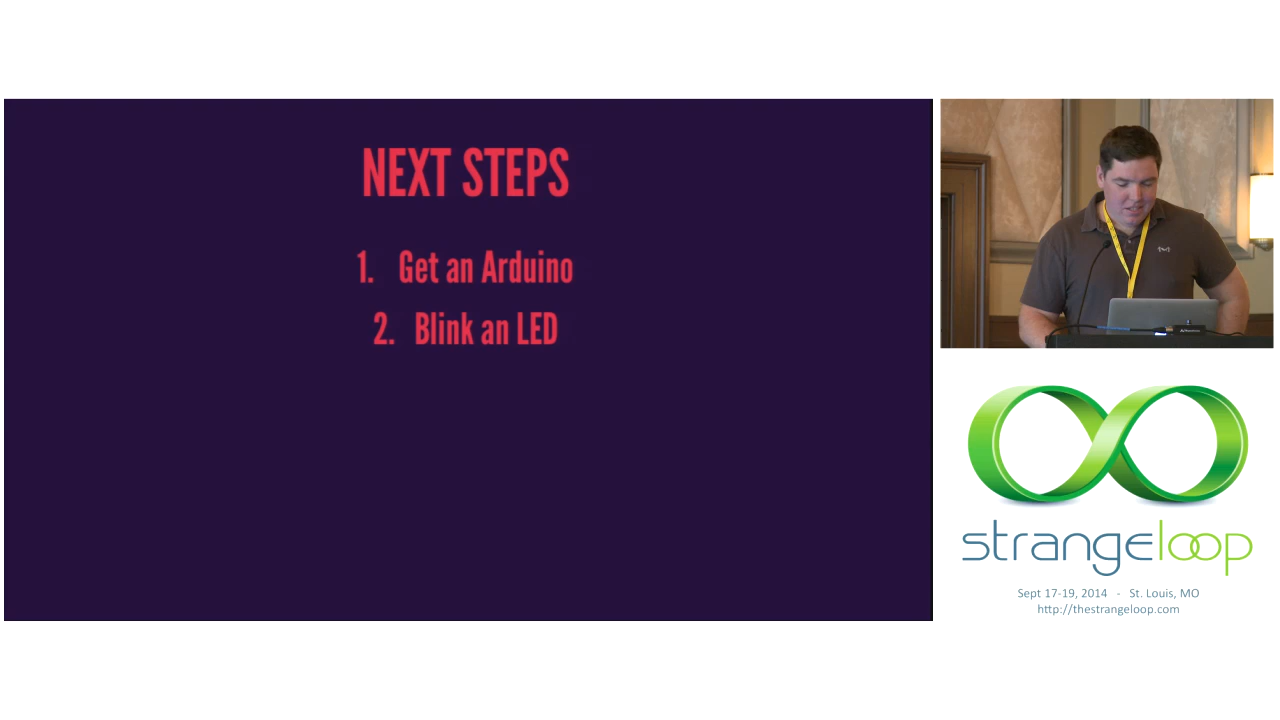 NEXT STEPS
1. Get an Arduino
2. Blink an LED
strangeloop
Sept 17-19, 2014 - St. Louis, MO
http://thestrangeloop.com